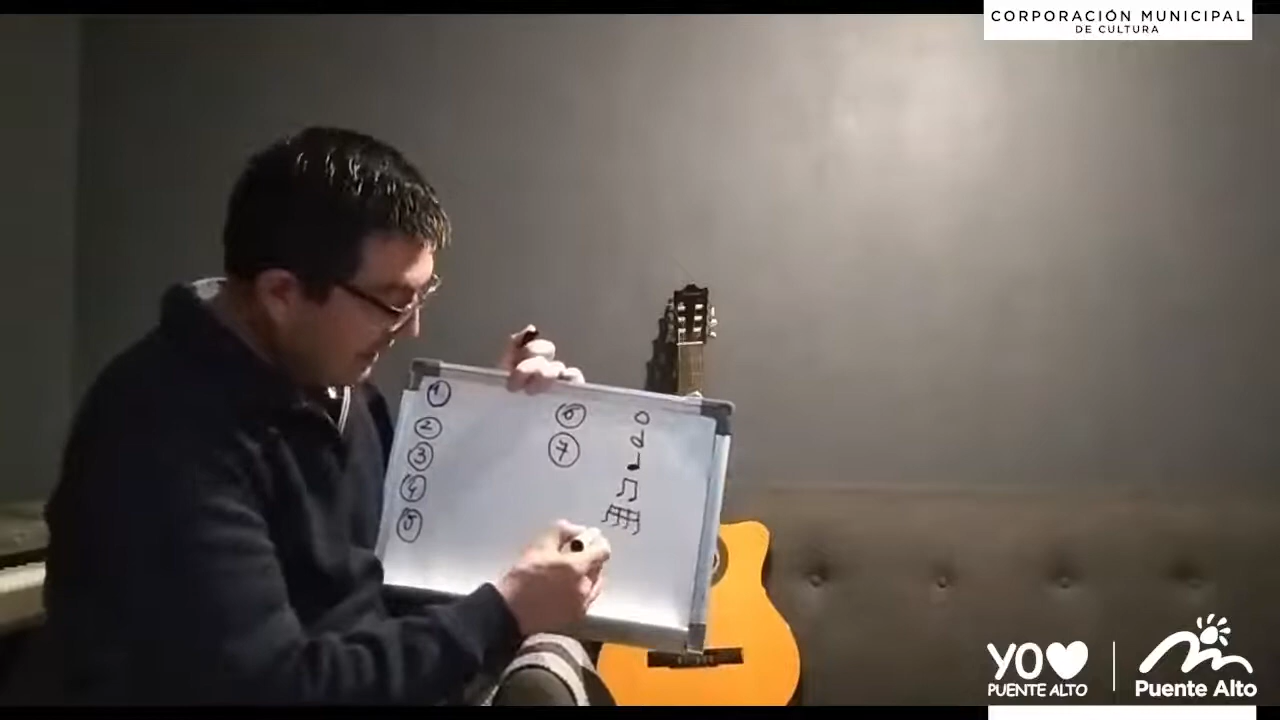 CORPORACIÓN MUNICIPAL
DE CULTURA
1
2
3
4
5
6
7
YO
PUENTE ALTO
Puente Alto